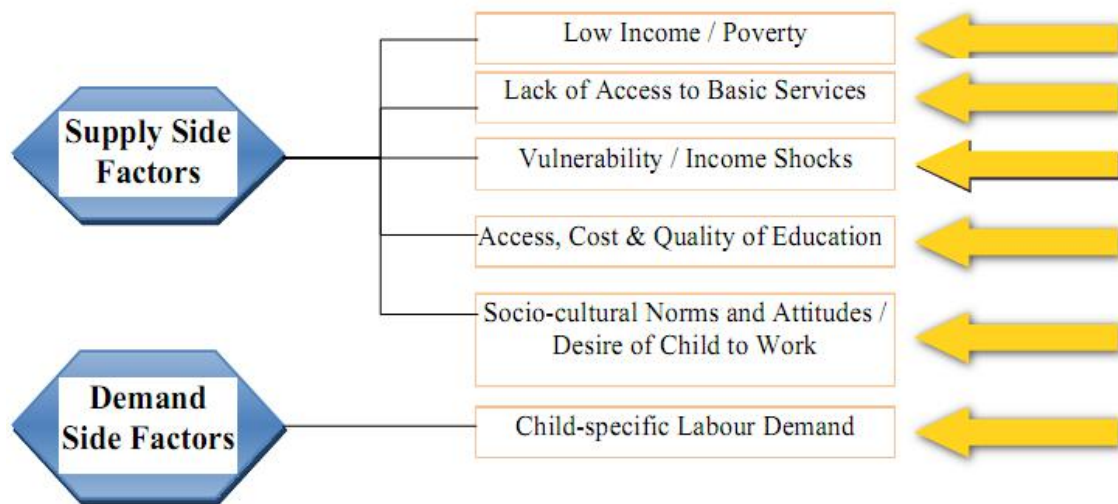 Supply Side
Factors
Low Income / Poverty
Lack of Access to Basic Services
Vulnerability / Income Shocks
Access, Cost & Quality of Education
Socio-cultural Norms and Attitudes /
Desire of Child to Work
Demand
Side Factors
Child-specific Labour Demand